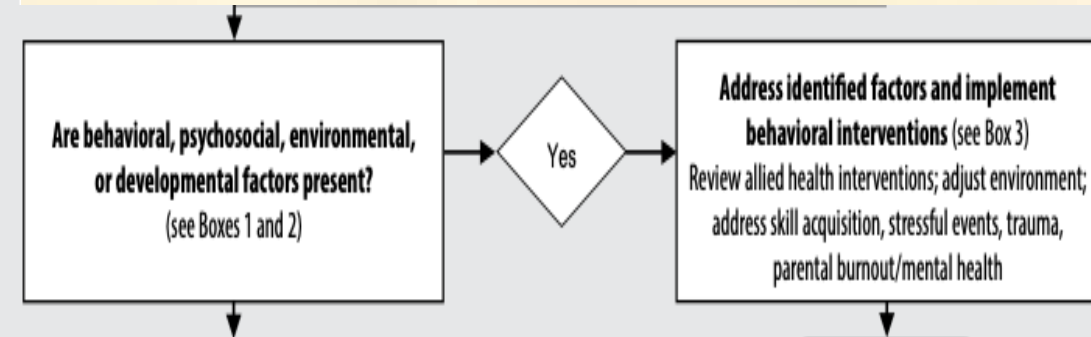 Are behavioral, psychosocial, environmental,
or developmental factors present?
(see Boxes 1 and 2)
Yes
Address identified factors and implement
behavioral interventions (see Box 3)
Review allied health interventions; adjust environment;
address skill acquisition, stressful events, trauma,
parental burnout/mental health